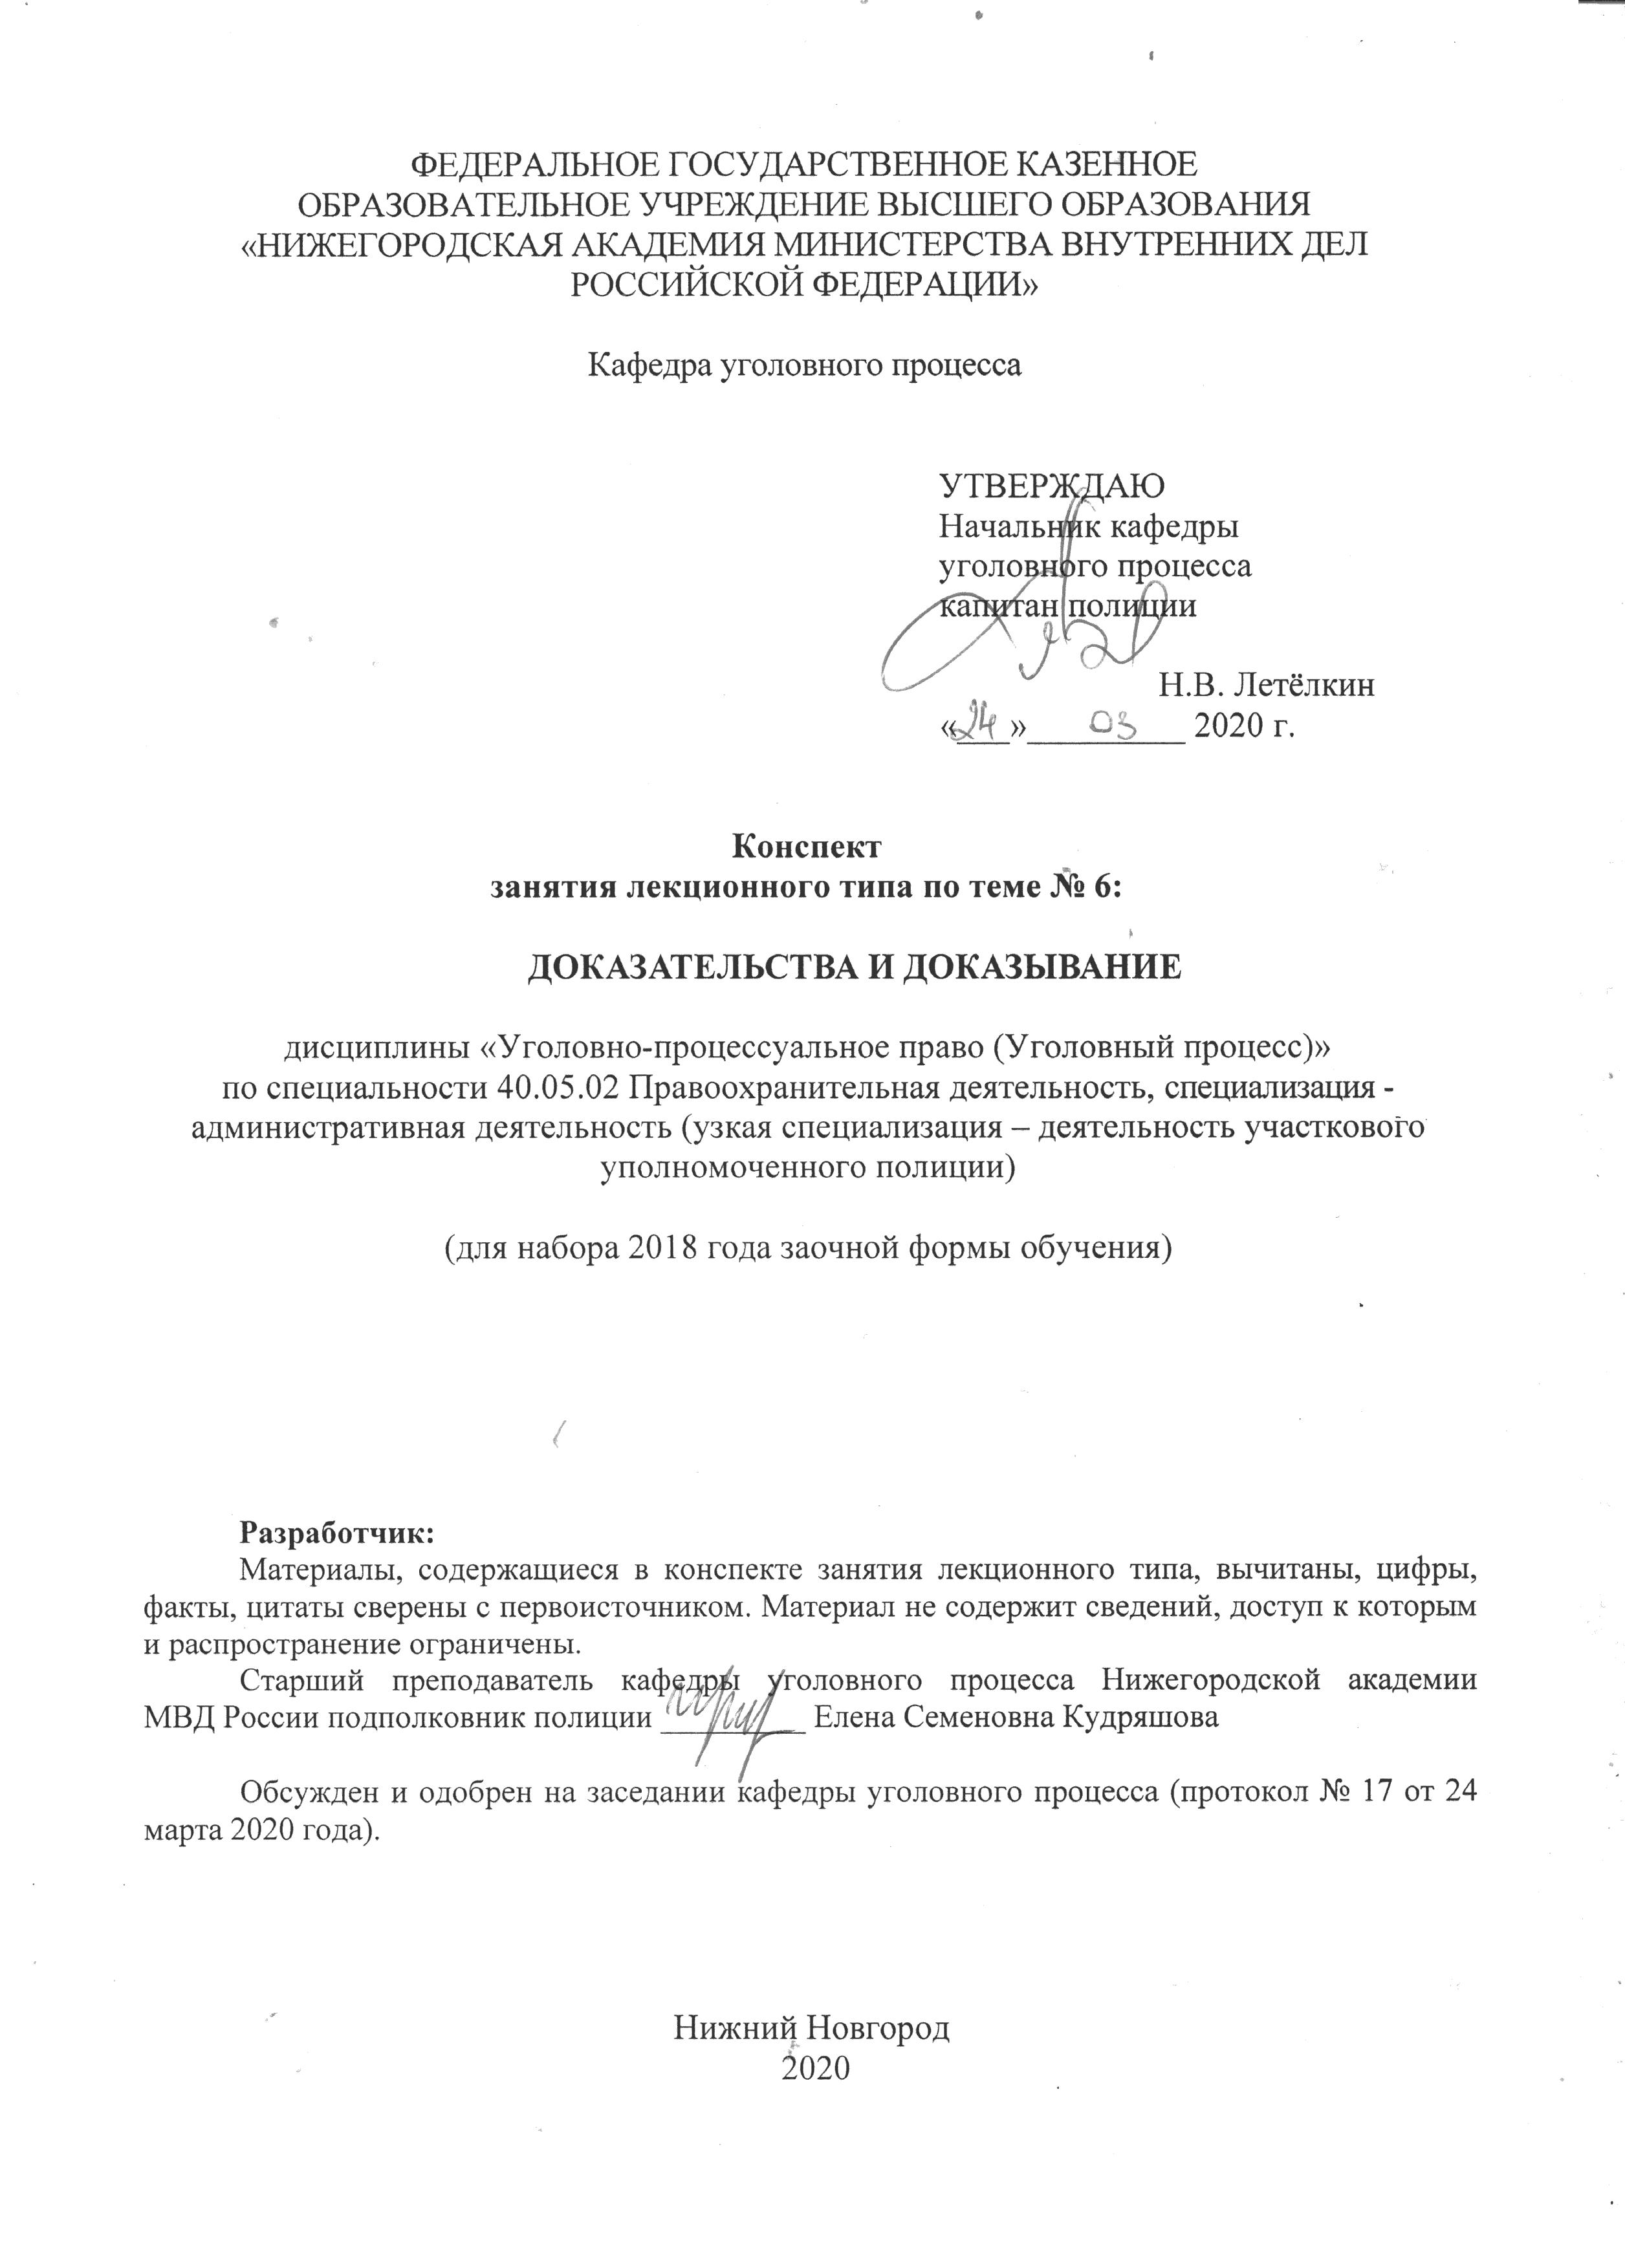 ФЕДЕРАЛЬНОЕ ГОСУДАРСТВЕННОЕ КАЗЕННОЕ
ОБРАЗОВАТЕЛЬНОЕ УЧРЕЖДЕНИЕ ВЫСШЕГО ОБРАЗОВАНИЯ
«НИЖЕГОРОДСКАЯ АКАДЕМИЯ МИНИСТЕРСТВА ВНУТРЕННИХ ДЕЛ
РОССИЙСКОЙ ФЕДЕРАЦИИ»
Кафедра уголовного процесса
УТВЕРЖДАЮ
Начальник кафедры
уголовного процесса
капитан полиции
Н.В. Летёлкин
«24» 03 2020 г.
Конспект
занятия лекционного типа по теме № 6:
ДОКАЗАТЕЛЬСТВА И ДОКАЗЫВАНИЕ
дисциплины «Уголовно-процессуальное право (Уголовный процесс)»
по специальности 40.05.02 Правоохранительная деятельность, специализация -
административная деятельность (узкая специализация – деятельность участкового
уполномоченного полиции)
(для набора 2018 года заочной формы обучения)
Разработчик:
Материалы, содержащиеся в конспекте занятия лекционного типа, вычитаны, цифры,
факты, цитаты сверены с первоисточником. Материал не содержит сведений, доступ к которым
и распространение ограничены.
Старший преподаватель кафедры уголовного процесса Нижегородской академии
МВД России подполковник полиции ________ Елена Семеновна Кудряшова
Обсужден и одобрен на заседании кафедры уголовного процесса (протокол № 17 от 24
марта 2020 года).
Нижний Новгород
2020